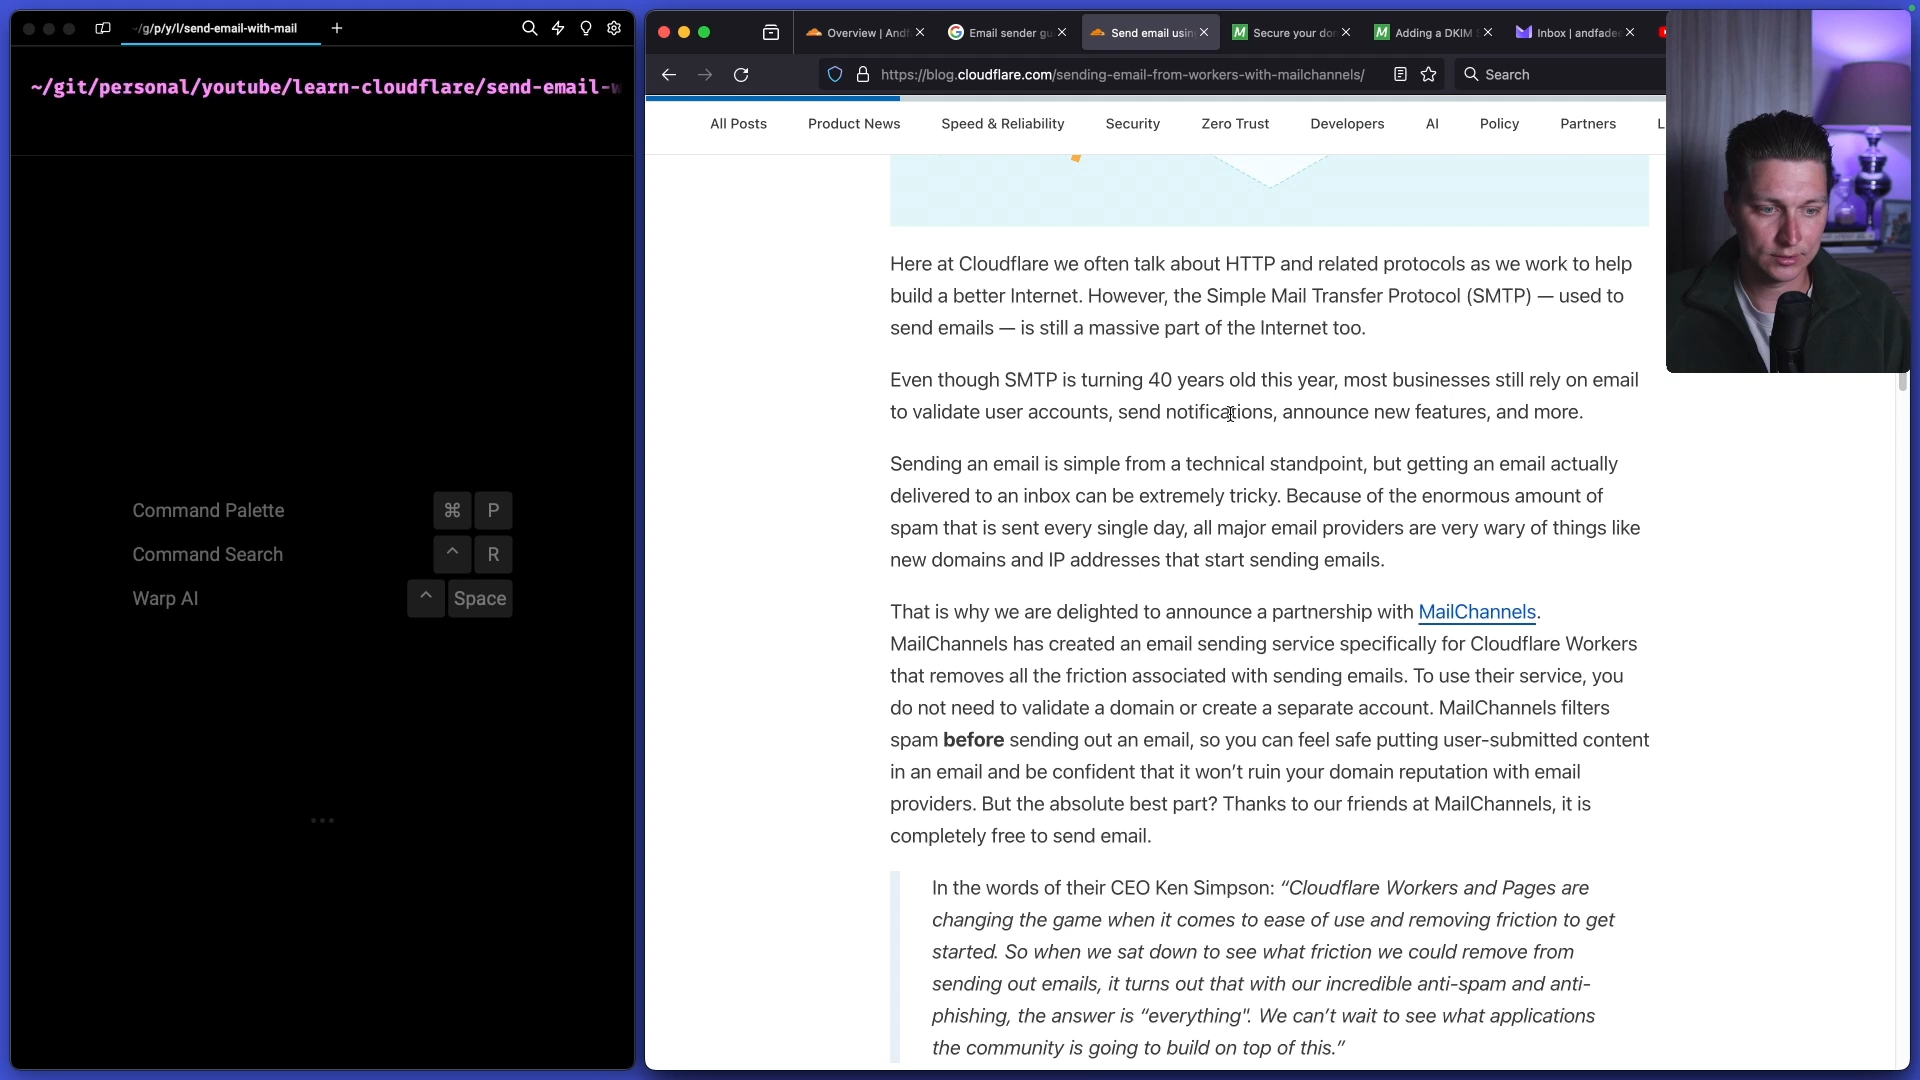 ~/g/p/y/l/send-email-with-mail
~/git/personal/youtube/learn-cloudflare/send-email-w
Command Palette ⌘ P
Command Search ^ R
Warp AI ^ Space
Overview | Andf
Email sender gu
Send email usin
Secure your do
Adding a DKIM
Inbox | andfade
https://blog.cloudflare.com/sending-email-from-workers-with-mailchannels/
Search
All Posts Product News Speed & Reliability Security Zero Trust Developers AI Policy Partners L
Here at Cloudflare we often talk about HTTP and related protocols as we work to help
build a better Internet. However, the Simple Mail Transfer Protocol (SMTP) — used to
send emails — is still a massive part of the Internet too.
Even though SMTP is turning 40 years old this year, most businesses still rely on email
to validate user accounts, send notifications, announce new features, and more.
Sending an email is simple from a technical standpoint, but getting an email actually
delivered to an inbox can be extremely tricky. Because of the enormous amount of
spam that is sent every single day, all major email providers are very wary of things like
new domains and IP addresses that start sending emails.
That is why we are delighted to announce a partnership with MailChannels.
MailChannels has created an email sending service specifically for Cloudflare Workers
that removes all the friction associated with sending emails. To use their service, you
do not need to validate a domain or create a separate account. MailChannels filters
spam before sending out an email, so you can feel safe putting user-submitted content
in an email and be confident that it won’t ruin your domain reputation with email
providers. But the absolute best part? Thanks to our friends at MailChannels, it is
completely free to send email.
In the words of their CEO Ken Simpson: “Cloudflare Workers and Pages are
changing the game when it comes to ease of use and removing friction to get
started. So when we sat down to see what friction we could remove from
sending out emails, it turns out that with our incredible anti-spam and anti-
phishing, the answer is “everything". We can’t wait to see what applications
the community is going to build on top of this.”